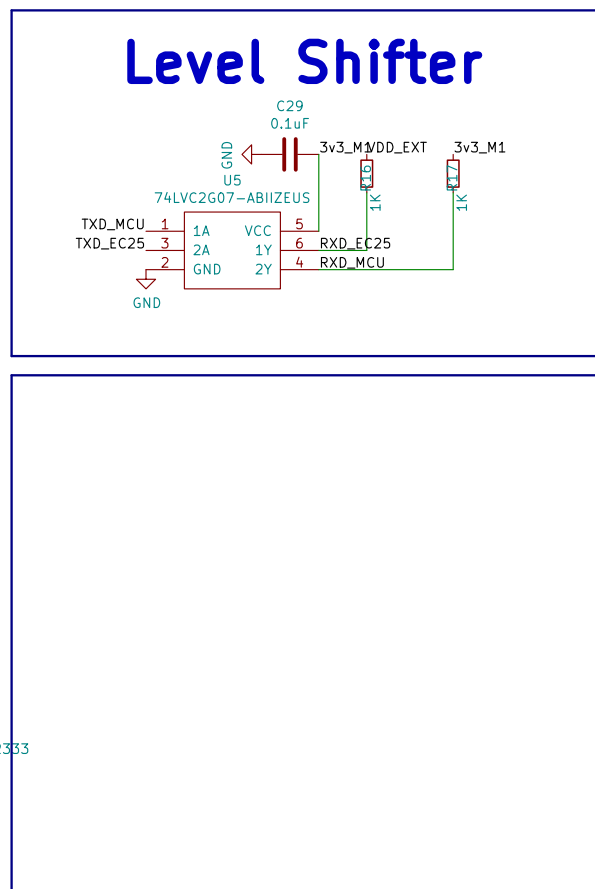 Level Shifter
C29
0.1uF
GND
3v3_M1
VDD_EXT
3v3_M1
R16
1K
R17
1K
U5
74LVC2G07-ABIIZEUS
TXD_MCU 1 1A VCC 5
TXD_EC25 3 2A 1Y 6 RXD_EC25
2 GND 2Y 4 RXD_MCU
GND
2333